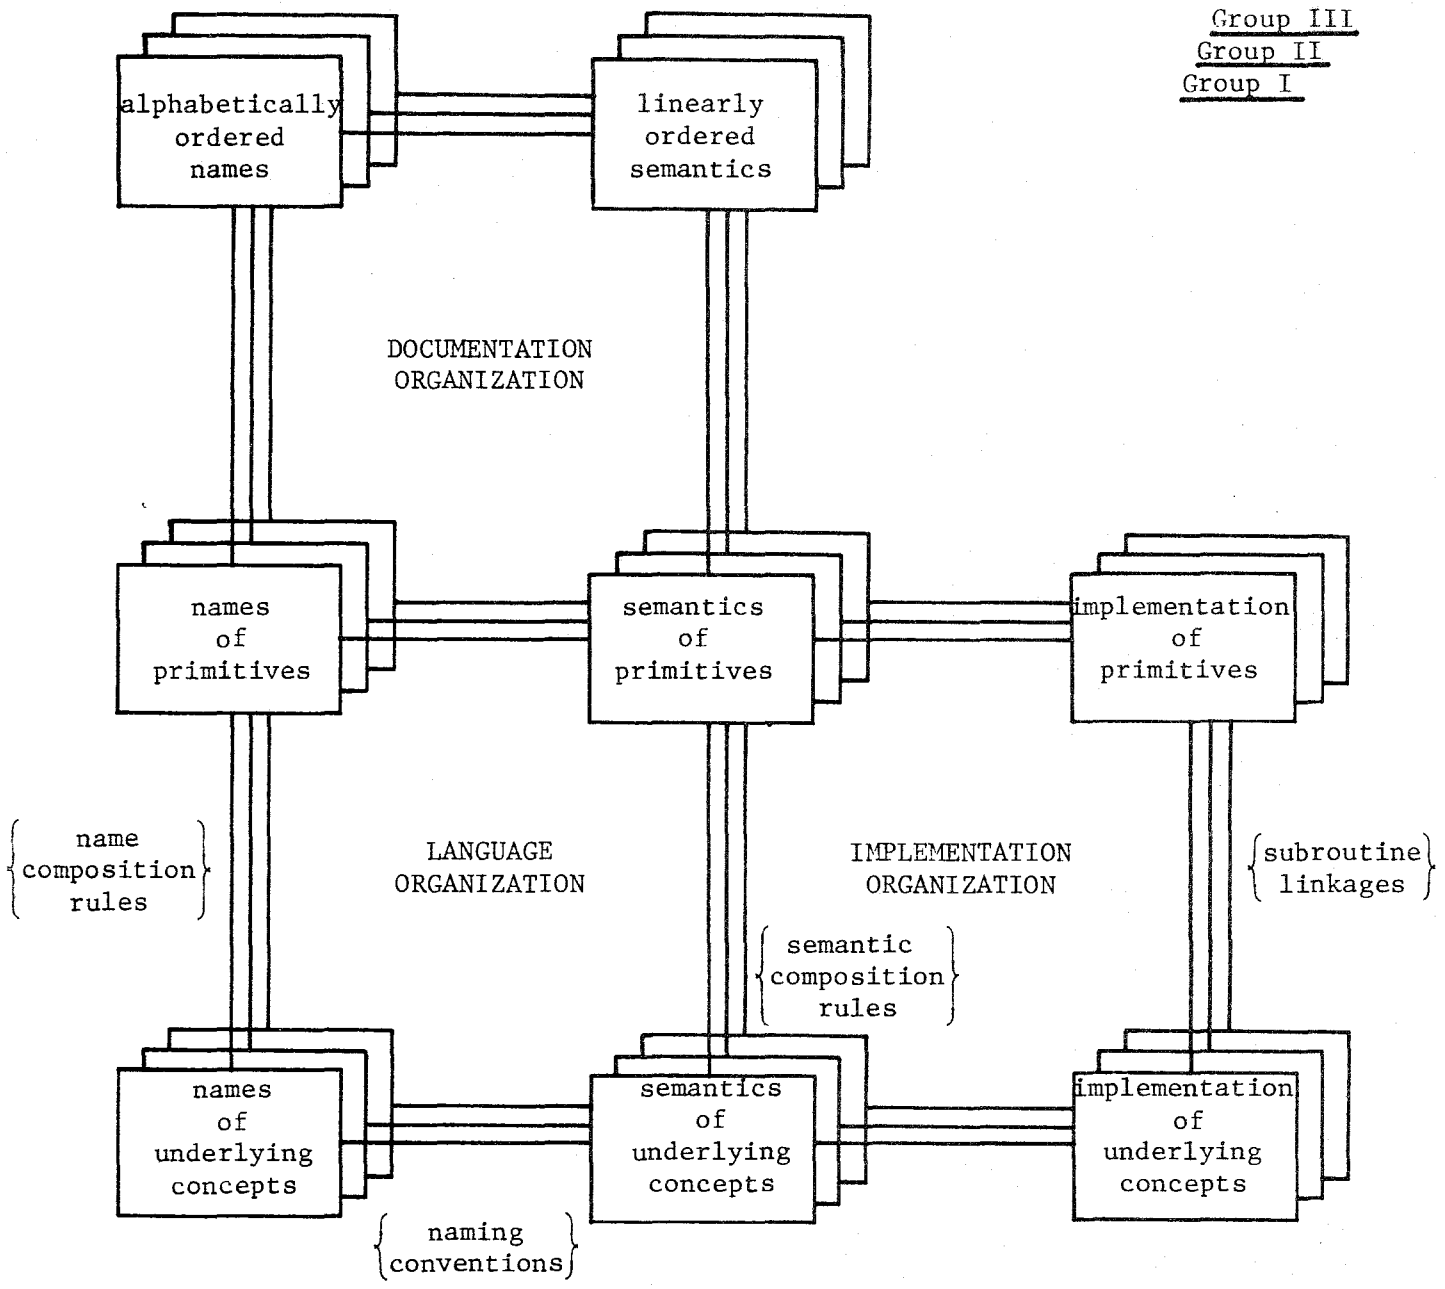 Group III
Group II
Group I
alphabetically
ordered
names
linearly
ordered
semantics
DOCUMENTATION
ORGANIZATION
names
of
primitives
semantics
of
primitives
implementation
of
primitives
name
composition
rules
LANGUAGE
ORGANIZATION
IMPLEMENTATION
ORGANIZATION
subroutine
linkages
semantic
composition
rules
names
of
underlying
concepts
semantics
of
underlying
concepts
implementation
of
underlying
concepts
naming
conventions